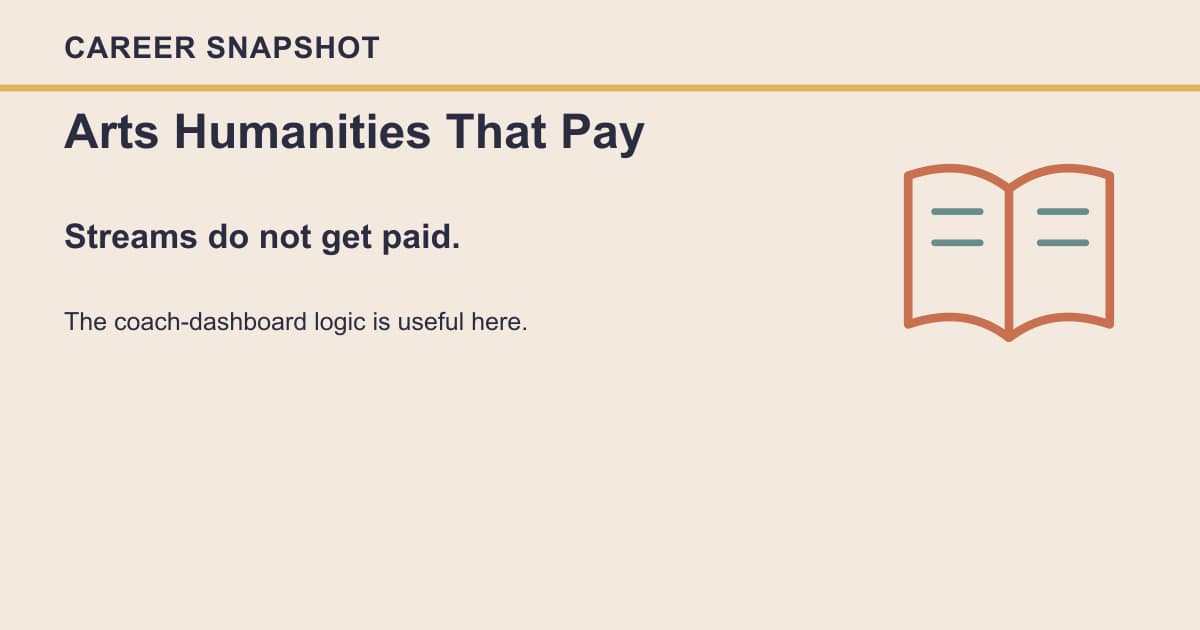 CAREER SNAPSHOT
Arts Humanities That Pay
Streams do not get paid.
The coach-dashboard logic is useful here.